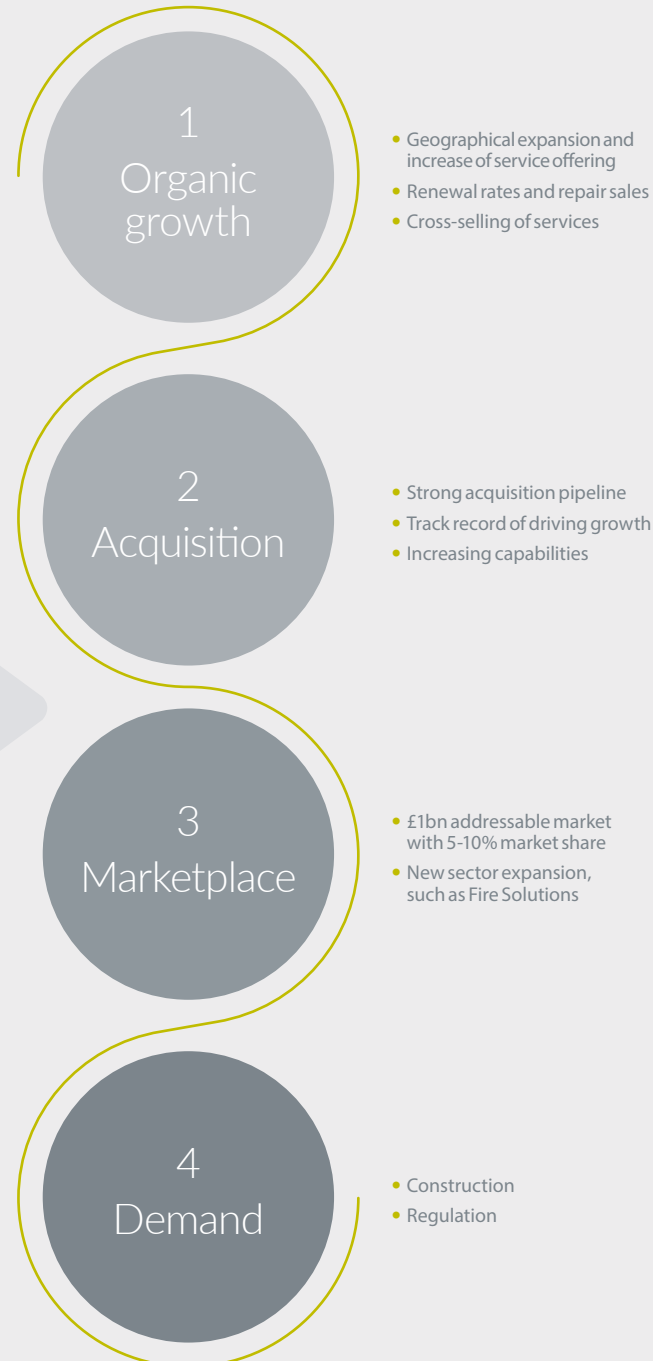 1
Organic
growth
• Geographical expansion and
increase of service offering
• Renewal rates and repair sales
• Cross-selling of services
2
Acquisition
• Strong acquisition pipeline
• Track record of driving growth
• Increasing capabilities
3
Marketplace
• £1bn addressable market
with 5-10% market share
• New sector expansion,
such as Fire Solutions
4
Demand
• Construction
• Regulation